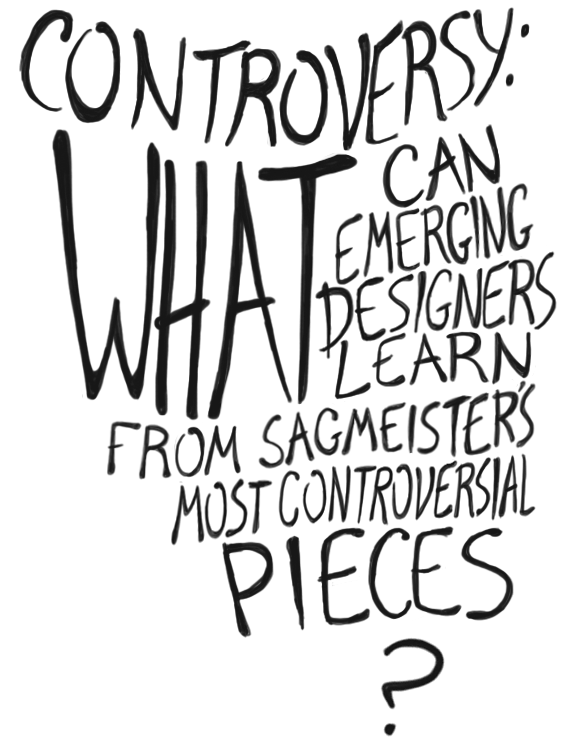 CONTROVERSY:
WHAT CAN
EMERGING
DESIGNERS
LEARN
FROM SAGMEISTER'S
MOST CONTROVERSIAL
PIECES
?